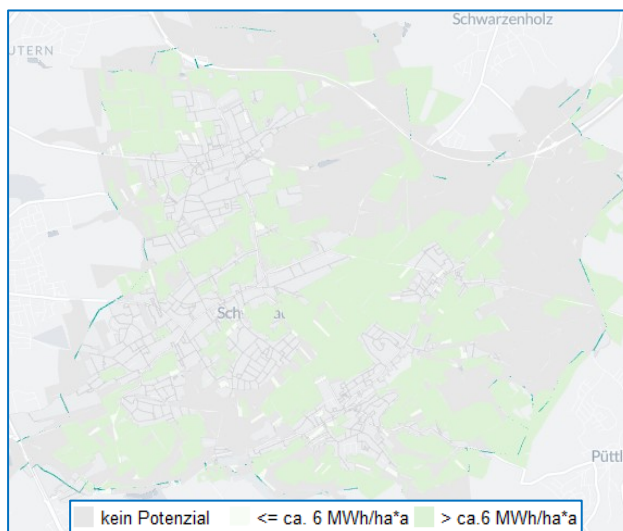 Schwarzenholz
UTERN
Sch
Püttl
kein Potenzial <= ca. 6 MWh/ha*a > ca.6 MWh/ha*a